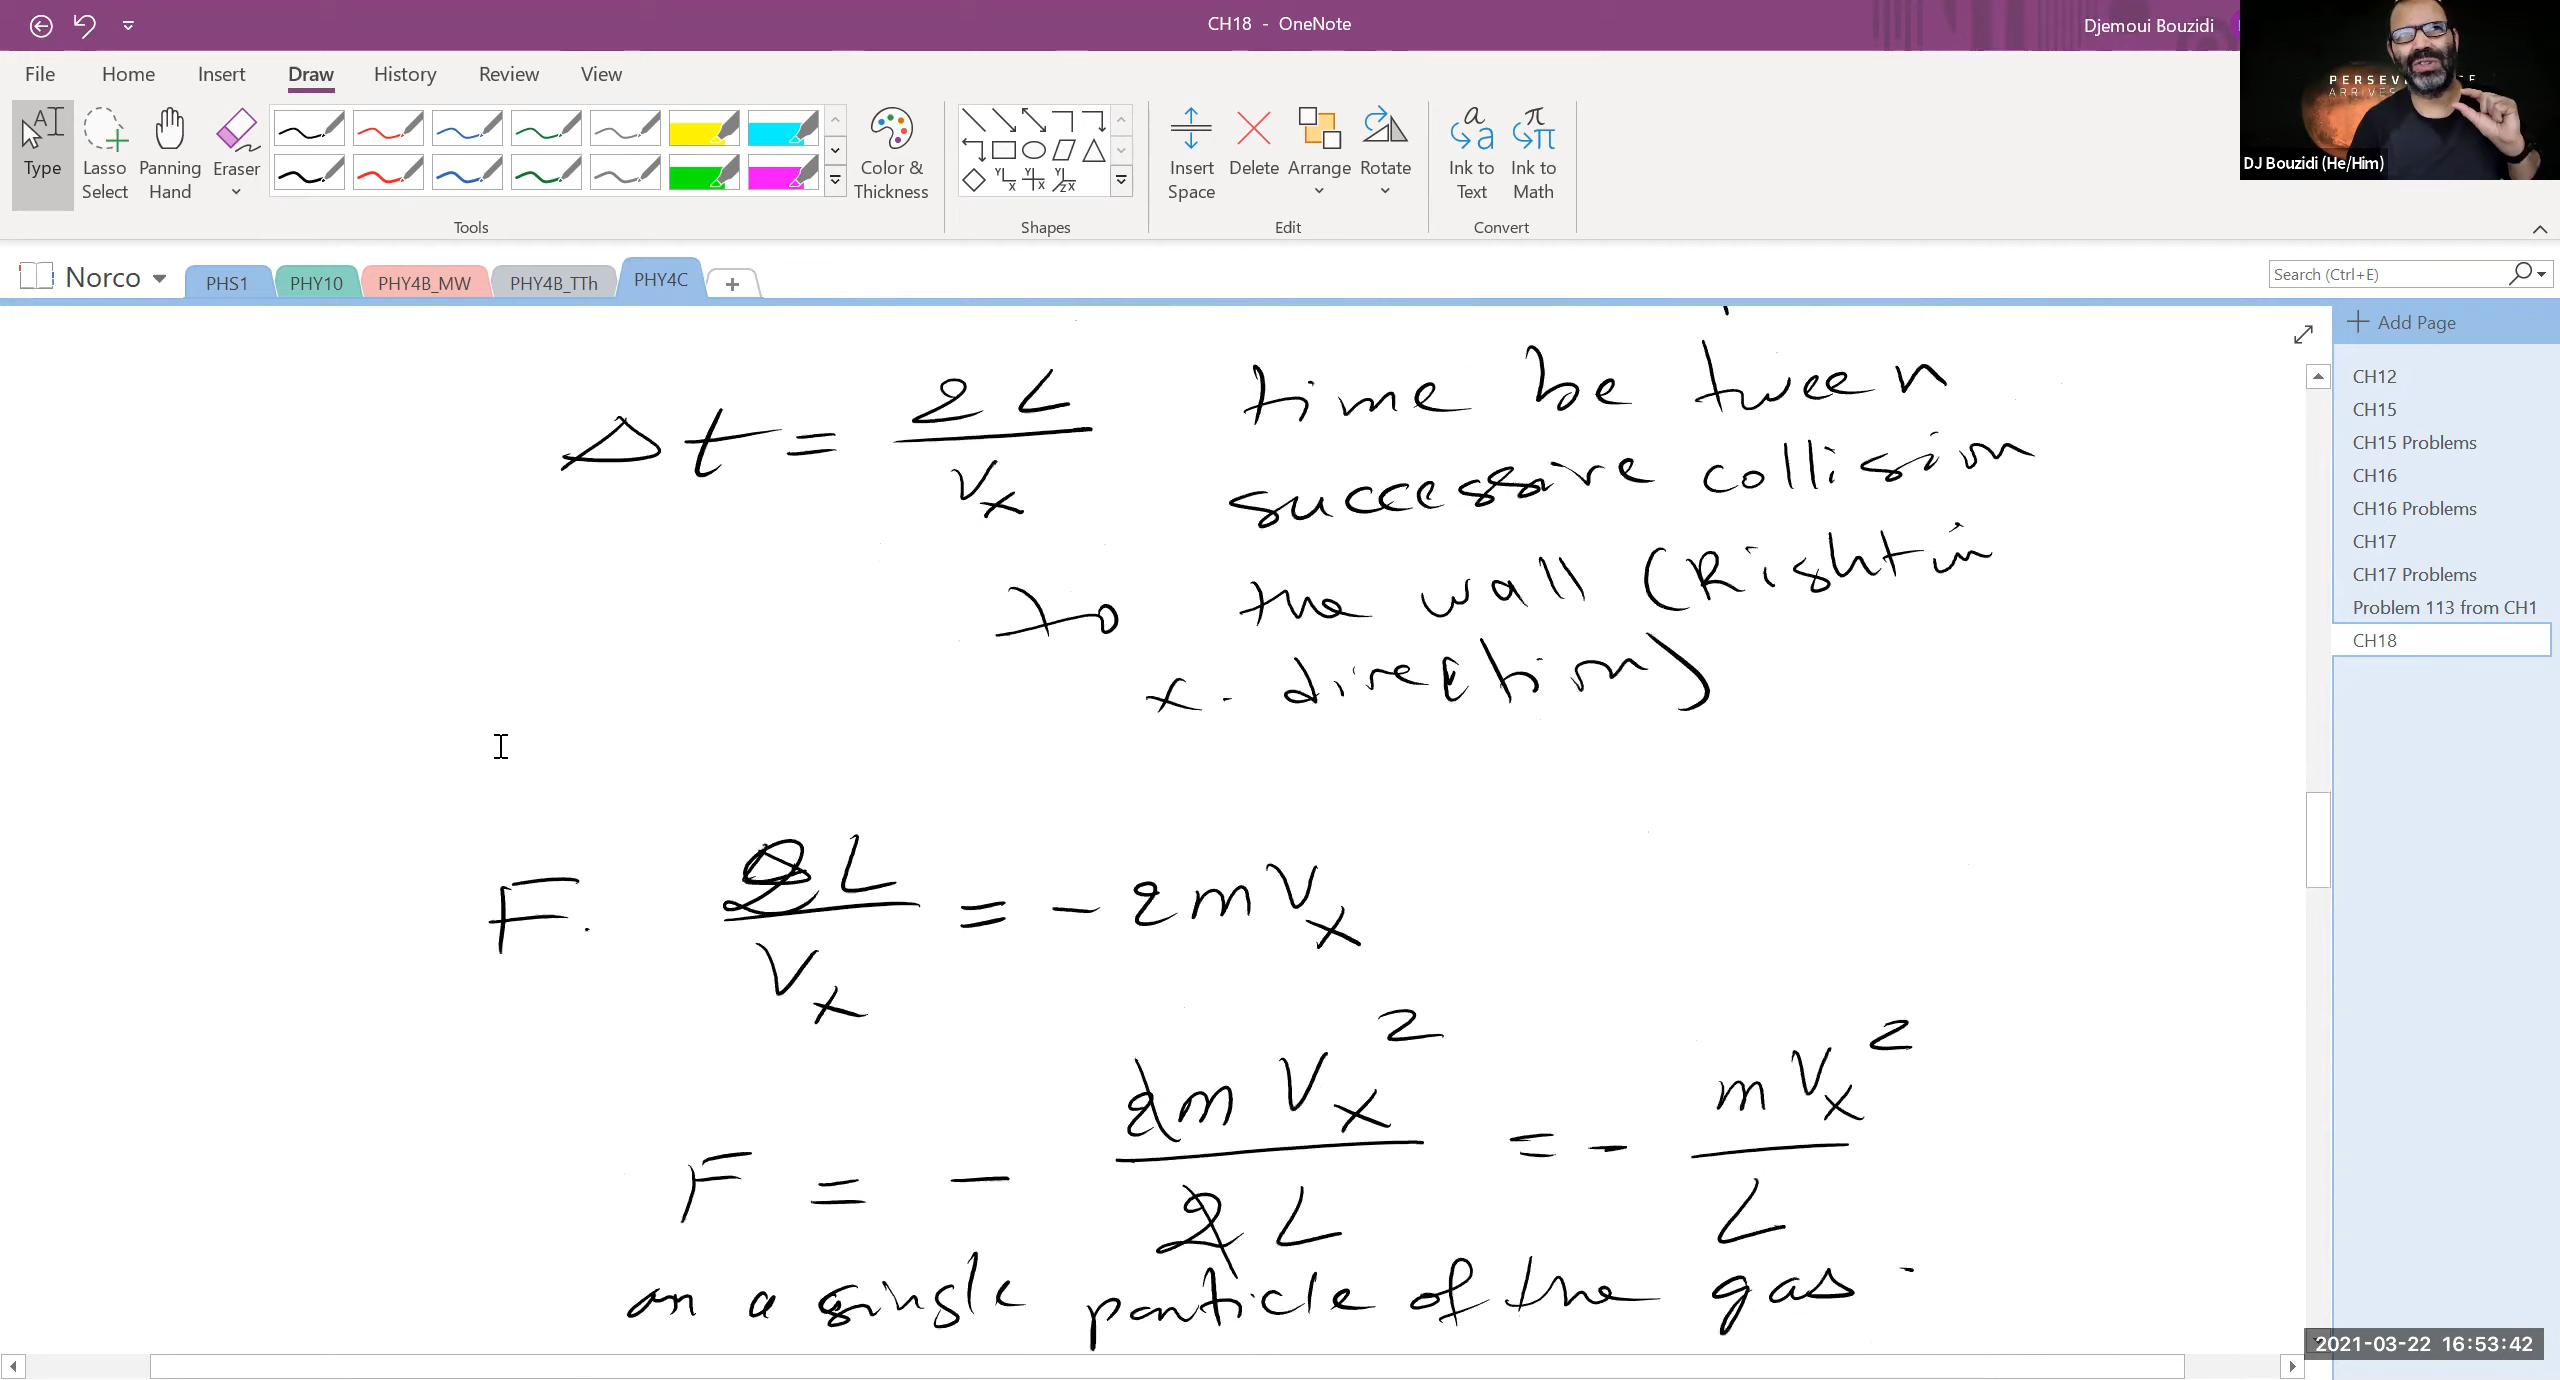 CH18 - OneNote
Djemoui Bouzidi
PERSEV
ARRIVES
DJ Bouzidi (He/Him)
File Home Insert Draw History Review View
Type
Lasso Select
Panning Hand
Eraser
Color & Thickness
Insert Space
Delete
Arrange
Rotate
Ink to Text
Ink to Math
Tools
Shapes
Edit
Convert
Norco
PHS1
PHY10
PHY4B_MW
PHY4B_TTh
PHY4C
Search (Ctrl+E)
Add Page
CH12
CH15
CH15 Problems
CH16
CH16 Problems
CH17
CH17 Problems
Problem 113 from CH1
CH18
Δt = 2L / Vx time between
successive collision
to the wall (Right in
x-direction)
F. 2L / Vx = - 2mVx
F = - 2mVx² / 2L = - mVx² / L
on a single particle of the gas.
2021-03-22 16:53:42